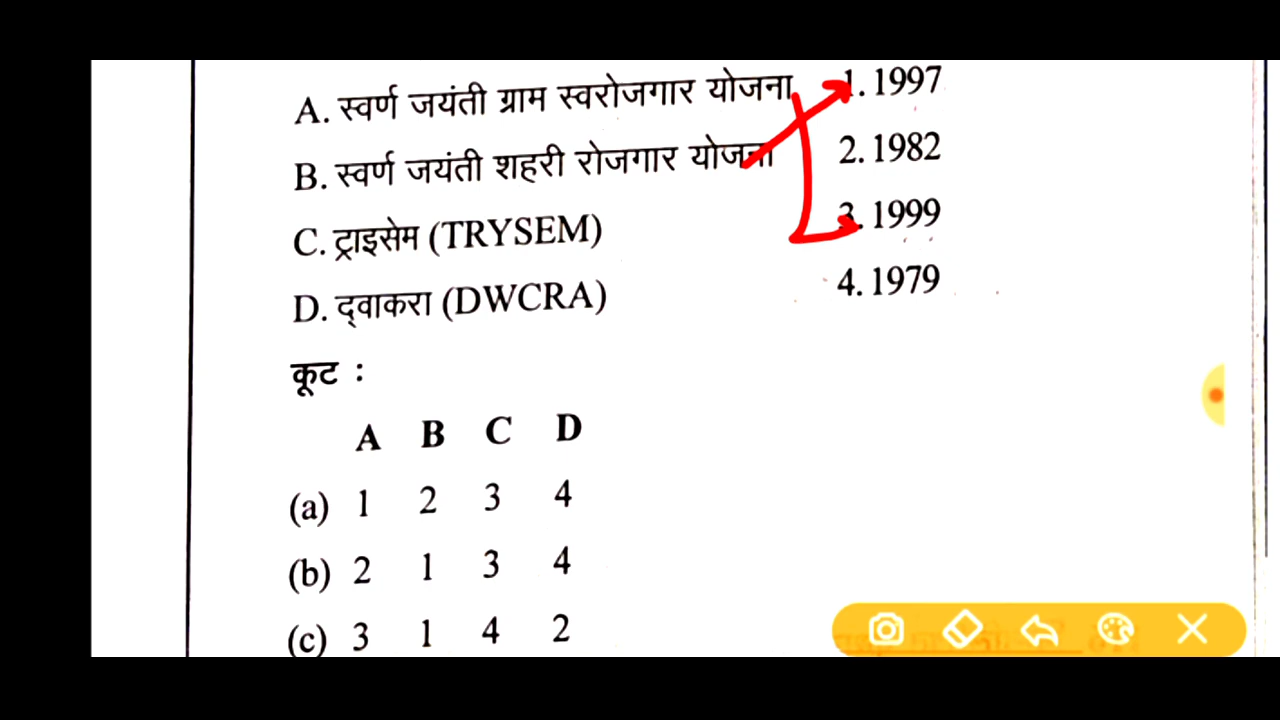 A. स्वर्ण जयंती ग्राम स्वरोजगार योजना 1. 1997
B. स्वर्ण जयंती शहरी रोजगार योजना 2. 1982
C. ट्राइसेम (TRYSEM) 3. 1999
D. द्वाकरा (DWCRA) 4. 1979
कूट :
A B C D
(a) 1 2 3 4
(b) 2 1 3 4
(c) 3 1 4 2